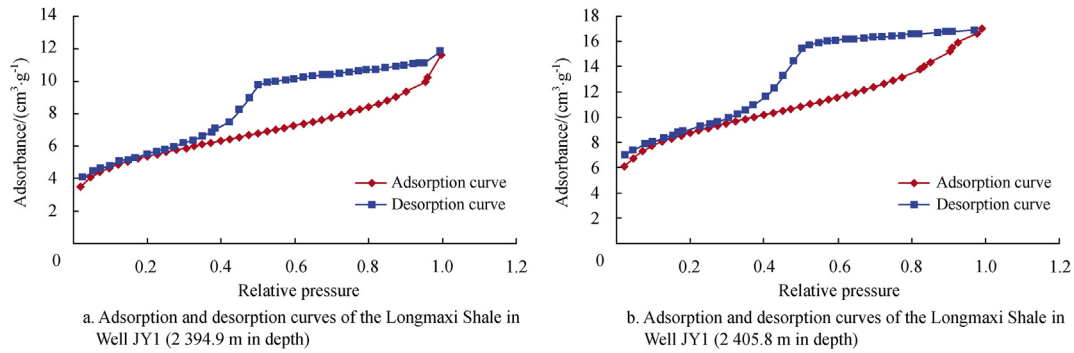 14
12
10
8
6
4
2
0
Adsorbance/(cm³·g⁻¹)
Adsorption curve
Desorption curve
0.2 0.4 0.6 0.8 1.0 1.2
Relative pressure
a. Adsorption and desorption curves of the Longmaxi Shale in
Well JY1 (2 394.9 m in depth)
18
16
14
12
10
8
6
4
2
0
Adsorbance/(cm³·g⁻¹)
Adsorption curve
Desorption curve
0.2 0.4 0.6 0.8 1.0 1.2
Relative pressure
b. Adsorption and desorption curves of the Longmaxi Shale in
Well JY1 (2 405.8 m in depth)